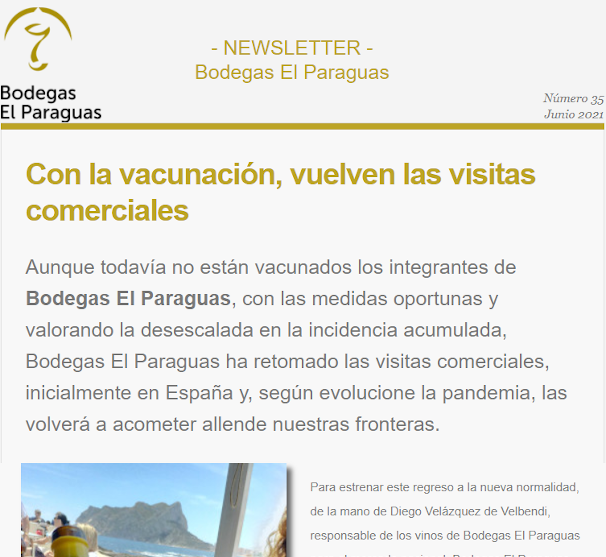 - NEWSLETTER -
Bodegas El Paraguas
Bodegas
El Paraguas
Número 35
Junio 2021
Con la vacunación, vuelven las visitas
comerciales
Aunque todavía no están vacunados los integrantes de
Bodegas El Paraguas, con las medidas oportunas y
valorando la desescalada en la incidencia acumulada,
Bodegas El Paraguas ha retomado las visitas comerciales,
inicialmente en España y, según evolucione la pandemia, las
volverá a acometer allende nuestras fronteras.
Para estrenar este regreso a la nueva normalidad,
de la mano de Diego Velázquez de Velbendi,
responsable de los vinos de Bodegas El Paraguas